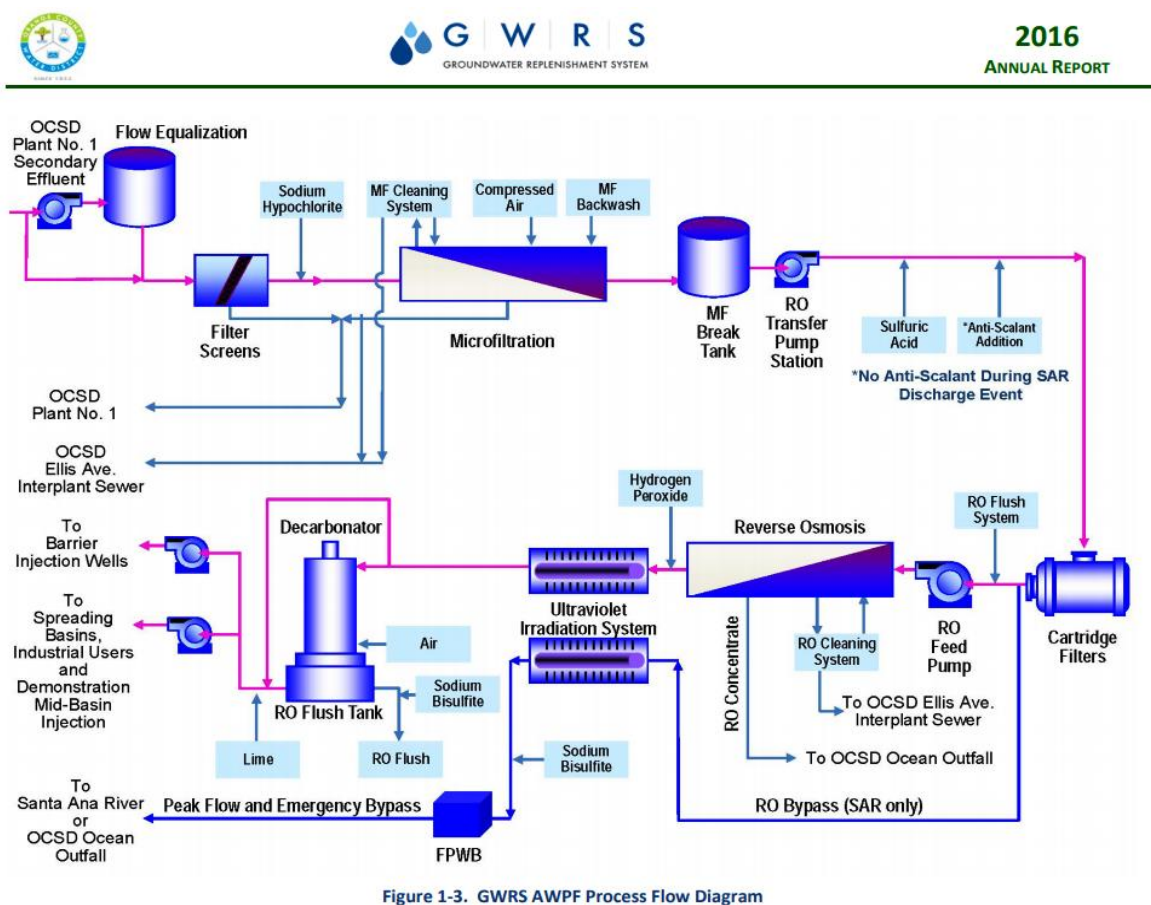 ORANGE COUNTY
WATER DISTRICT
SINCE 1933
G | W | R | S
GROUNDWATER REPLENISHMENT SYSTEM
2016
ANNUAL REPORT
OCSD
Plant No. 1
Secondary
Effluent
Flow Equalization
Sodium
Hypochlorite
MF Cleaning
System
Compressed
Air
MF
Backwash
Filter
Screens
Microfiltration
MF
Break
Tank
RO
Transfer
Pump
Station
Sulfuric
Acid
*Anti-Scalant
Addition
*No Anti-Scalant During SAR
Discharge Event
OCSD
Plant No. 1
OCSD
Ellis Ave.
Interplant Sewer
To
Barrier
Injection Wells
To
Spreading
Basins,
Industrial Users
and
Demonstration
Mid-Basin
Injection
Decarbonator
Air
Sodium
Bisulfite
RO Flush Tank
Lime
RO Flush
Hydrogen
Peroxide
Ultraviolet
Irradiation System
Reverse Osmosis
RO Flush
System
RO Concentrate
RO Cleaning
System
RO
Feed
Pump
Cartridge
Filters
To OCSD Ellis Ave.
Interplant Sewer
To OCSD Ocean Outfall
Sodium
Bisulfite
RO Bypass (SAR only)
To
Santa Ana River
or
OCSD Ocean
Outfall
Peak Flow and Emergency Bypass
FPWB
Figure 1-3. GWRS AWPF Process Flow Diagram